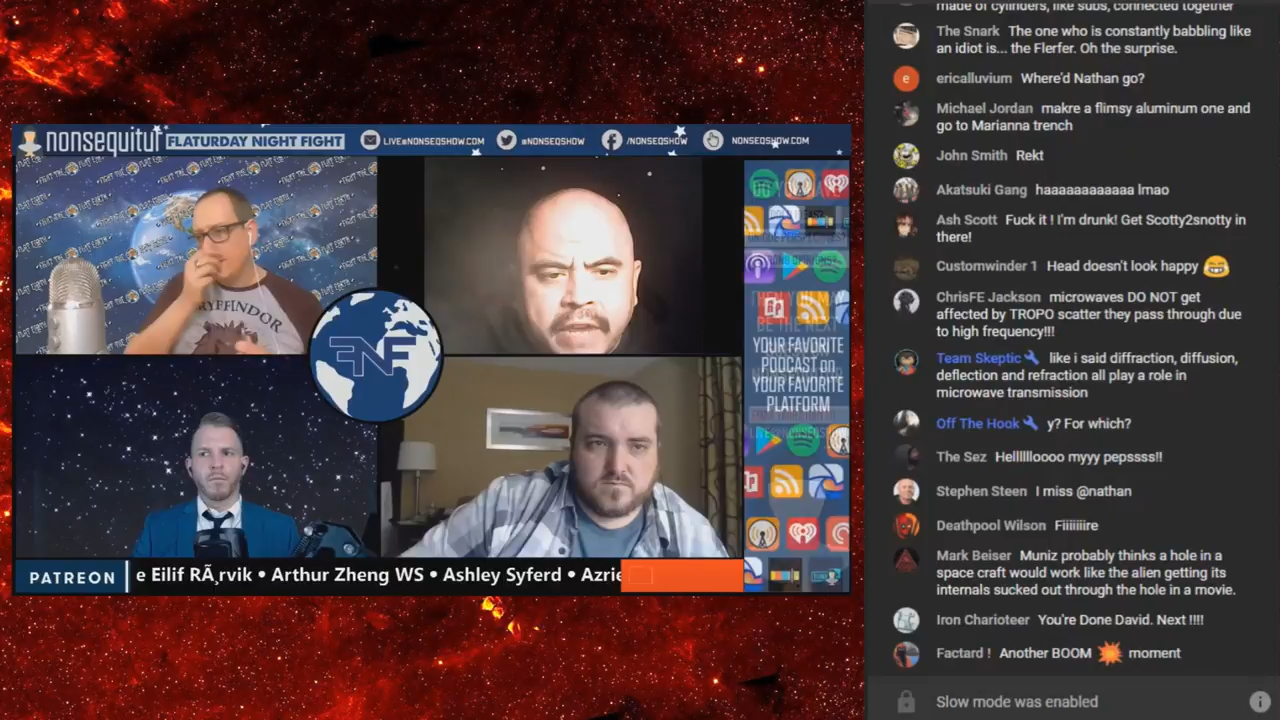 made of cylinders, like subs, connected together
The Snark The one who is constantly babbling like
an idiot is... the Flerfer. Oh the surprise.
e
ericalluvium Where'd Nathan go?
Michael Jordan makre a flimsy aluminum one and
go to Marianna trench
John Smith Rekt
Akatsuki Gang haaaaaaaaaaaa lmao
Ash Scott Fuck it ! I'm drunk! Get Scotty2snotty in
there!
Customwinder 1 Head doesn't look happy
ChrisFE Jackson microwaves DO NOT get
affected by TROPO scatter they pass through due
to high frequency!!!
Team Skeptic like i said diffraction, diffusion,
deflection and refraction all play a role in
microwave transmission
Off The Hook y? For which?
The Sez Hellllllloooo myyy pepssss!!
Stephen Steen I miss @nathan
Deathpool Wilson Fiiiiiiire
Mark Beiser Muniz probably thinks a hole in a
space craft would work like the alien getting its
internals sucked out through the hole in a movie.
Iron Charioteer You're Done David. Next !!!!
Factard ! Another BOOM moment
Slow mode was enabled
nonsequitur FLATURDAY NIGHT FIGHT LIVE@NONSEQSHOW.COM @NONSEQSHOW /NONSEQSHOW NONSEQSHOW.COM
GRYFFINDOR
FNF
YOUR FAVORITE
PODCAST on
YOUR FAVORITE
PLATFORM
PATREON e Eilif RÃ¸rvik • Arthur Zheng WS • Ashley Syferd • Azrie